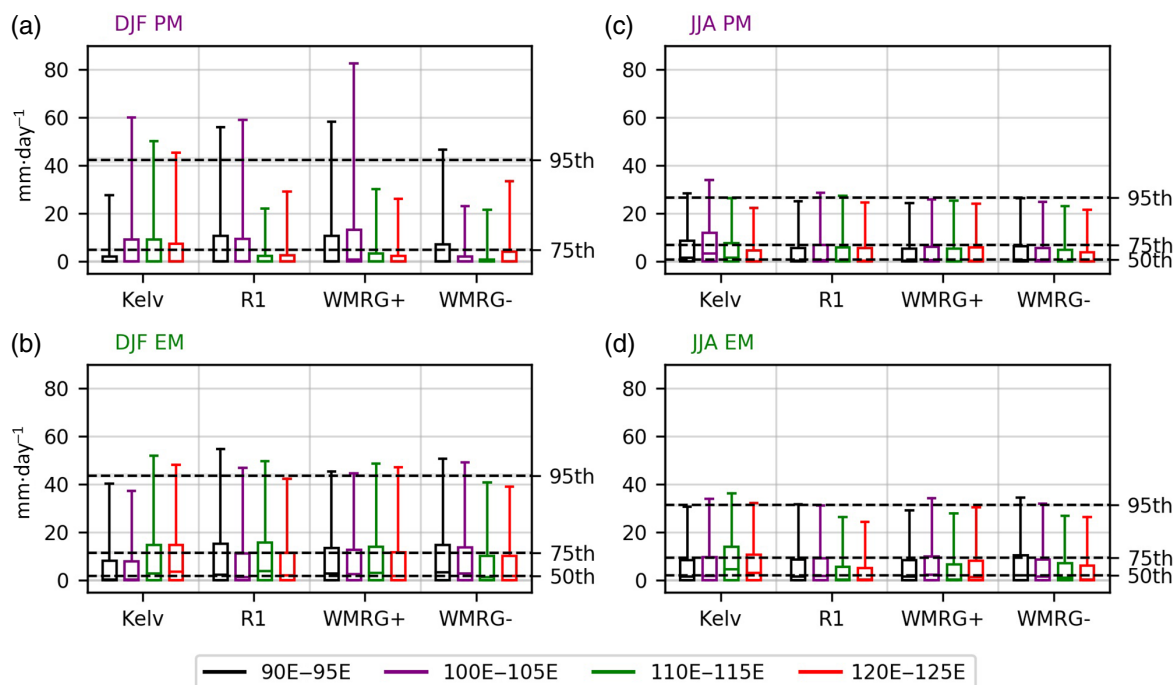 (a) DJF PM
(c) JJA PM
80
60
40
20
0
mm·day⁻¹
95th
75th
Kelv R1 WMRG+ WMRG-
80
60
40
20
0
95th
75th
50th
Kelv R1 WMRG+ WMRG-
(b) DJF EM
(d) JJA EM
80
60
40
20
0
mm·day⁻¹
95th
75th
50th
Kelv R1 WMRG+ WMRG-
80
60
40
20
0
95th
75th
50th
Kelv R1 WMRG+ WMRG-
90E–95E 100E–105E 110E–115E 120E–125E